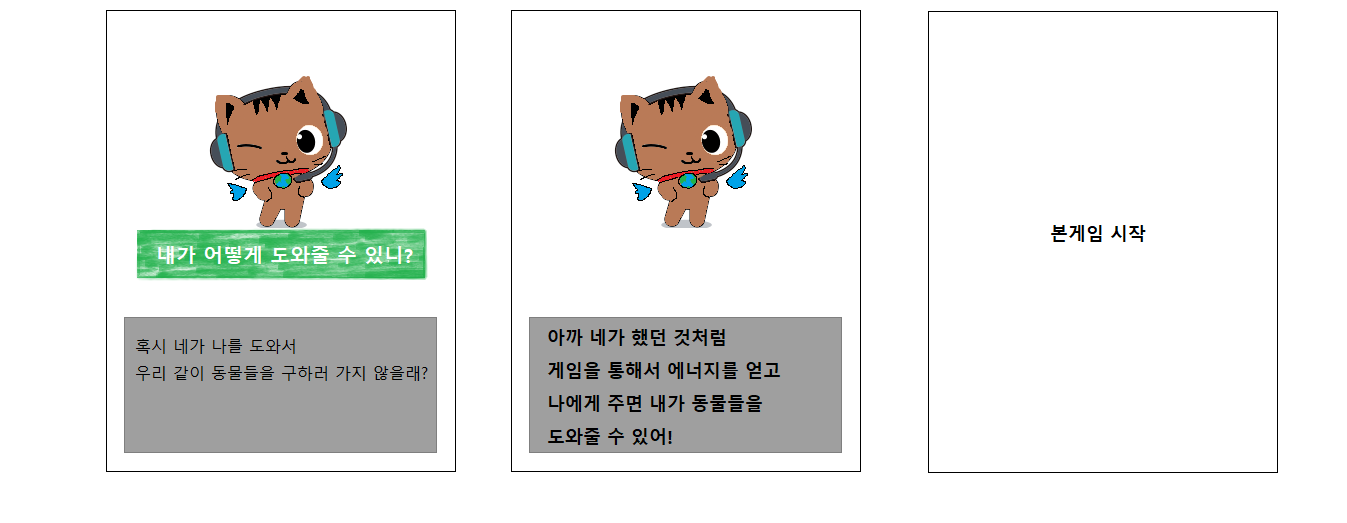 내가 어떻게 도와줄 수 있니?
혹시 네가 나를 도와서
우리 같이 동물들을 구하러 가지 않을래?
아까 네가 했던 것처럼
게임을 통해서 에너지를 얻고
나에게 주면 내가 동물들을
도와줄 수 있어!
본게임 시작